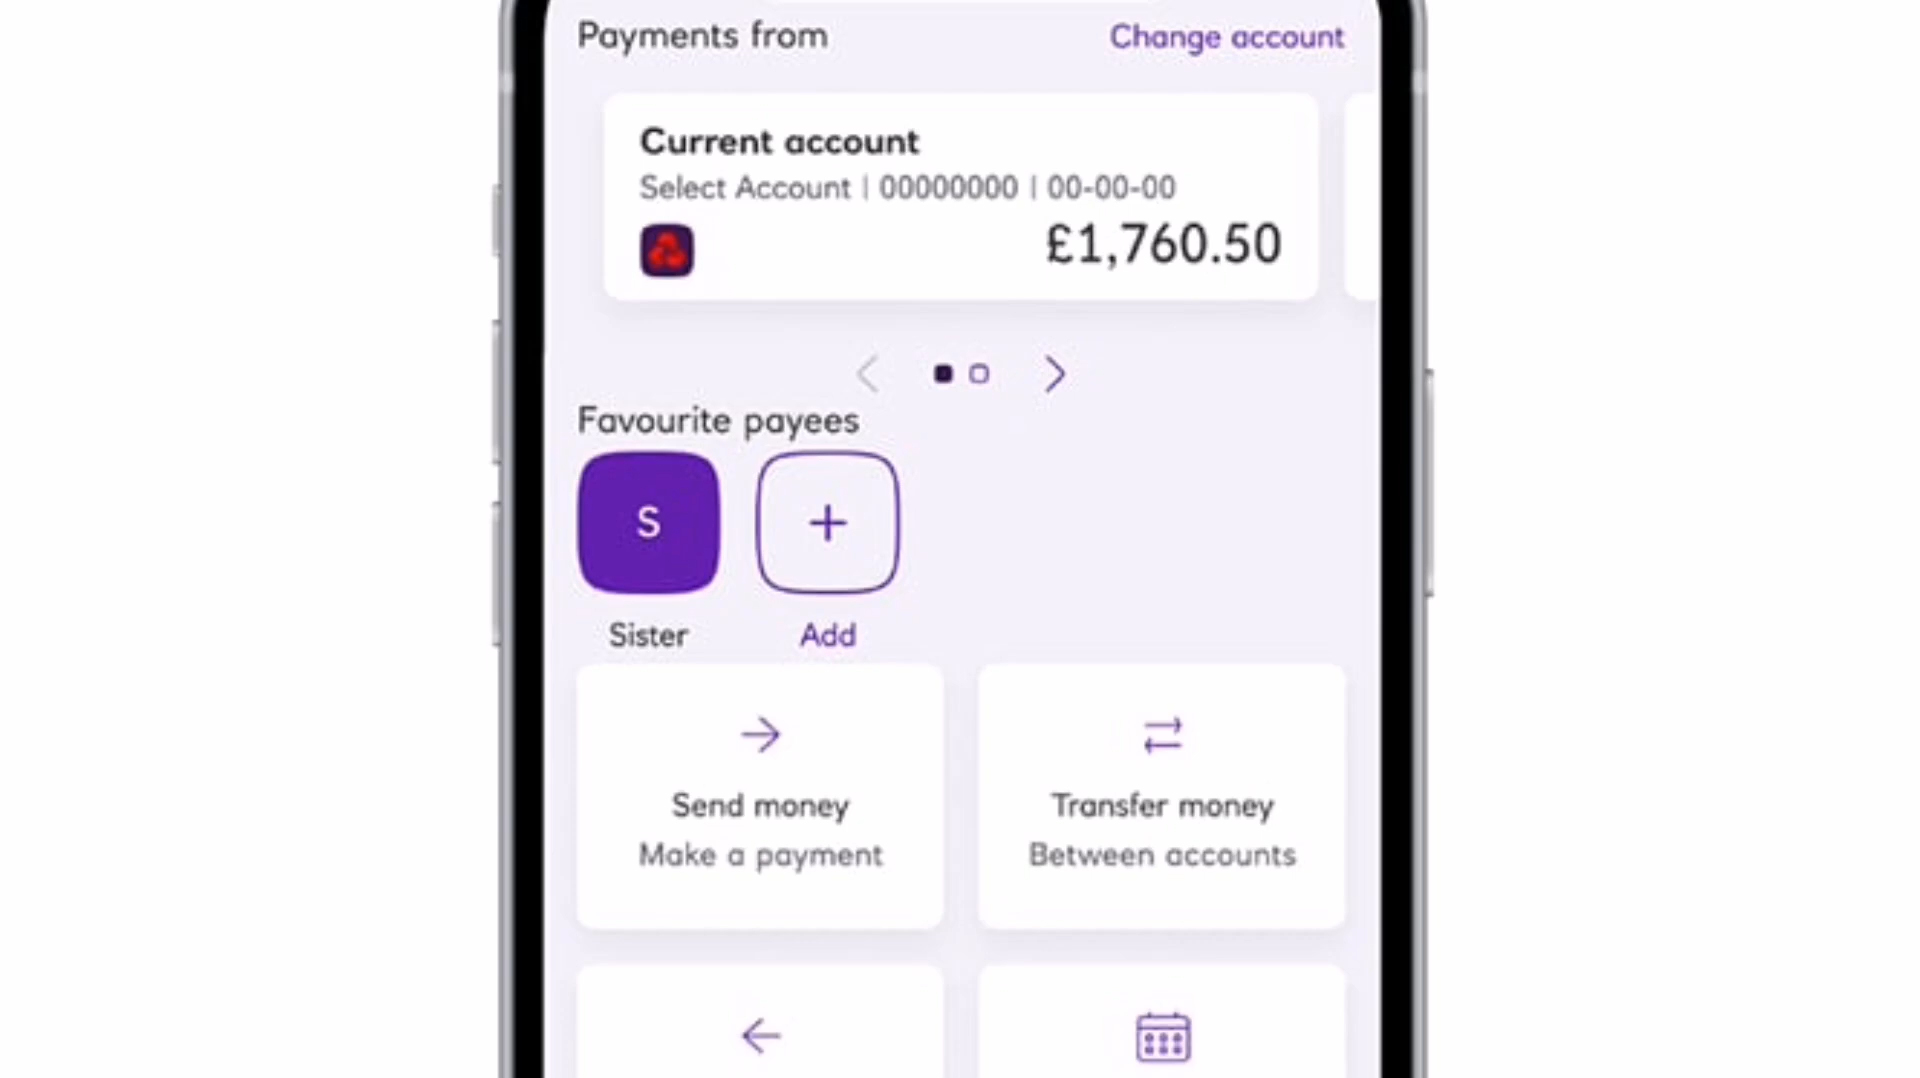 Payments from
Change account
Current account
Select Account | 00000000 | 00-00-00
£1,760.50
Favourite payees
S
Sister
Add
Send money
Make a payment
Transfer money
Between accounts